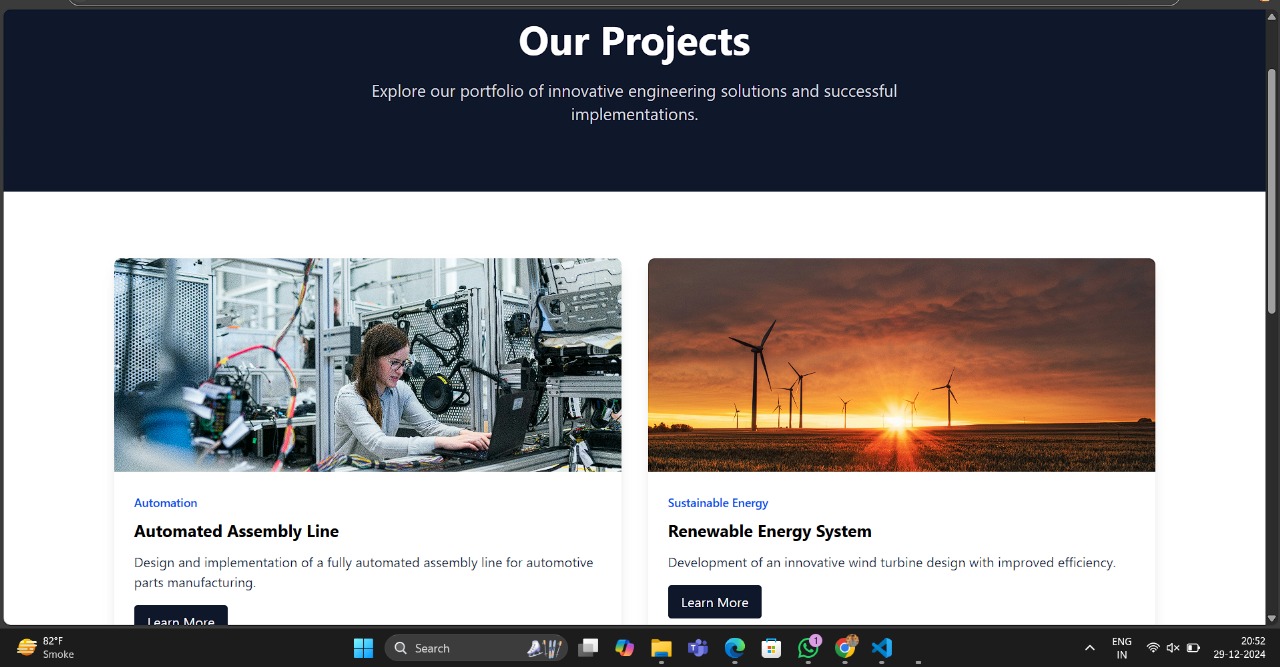 Our Projects
Explore our portfolio of innovative engineering solutions and successful
implementations.
Automation
Automated Assembly Line
Design and implementation of a fully automated assembly line for automotive
parts manufacturing.
Learn More
Sustainable Energy
Renewable Energy System
Development of an innovative wind turbine design with improved efficiency.
Learn More
82°F
Smoke
Search
1
ENG
IN
20:52
29-12-2024